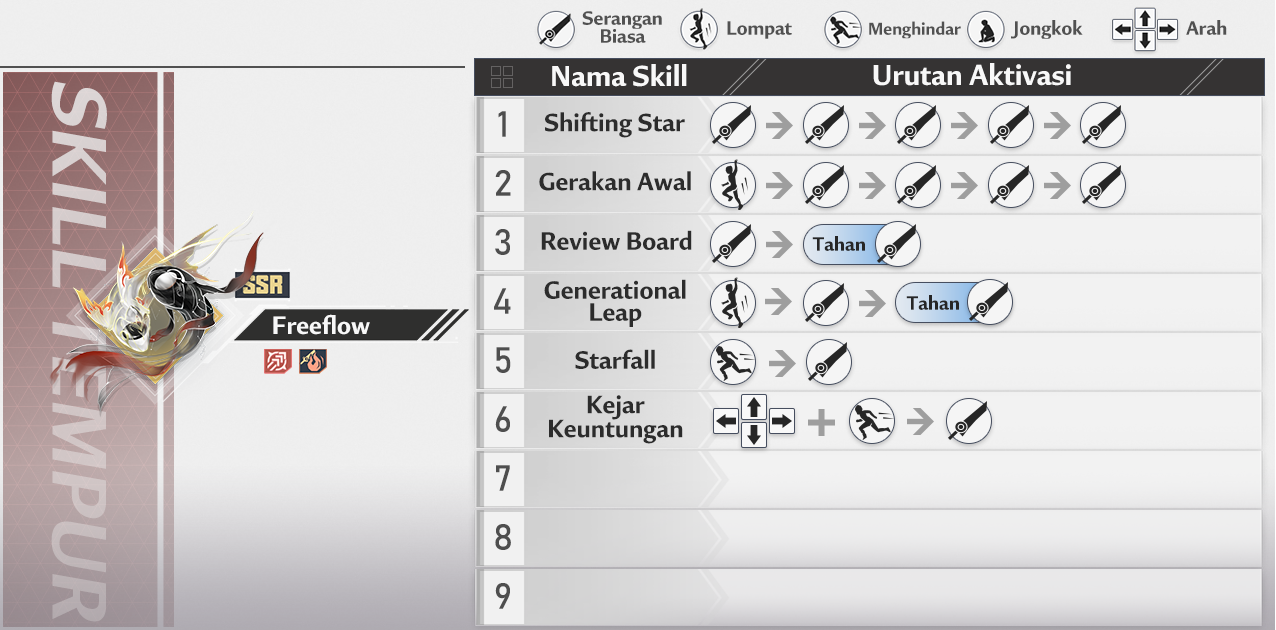 Serangan
Biasa
Lompat
Menghindar
Jongkok
Arah
SKILL TEMPUR
SSR
Freeflow
Nama Skill
Urutan Aktivasi
1
Shifting Star
2
Gerakan Awal
3
Review Board
Tahan
4
Generational
Leap
Tahan
5
Starfall
6
Kejar
Keuntungan
7
8
9